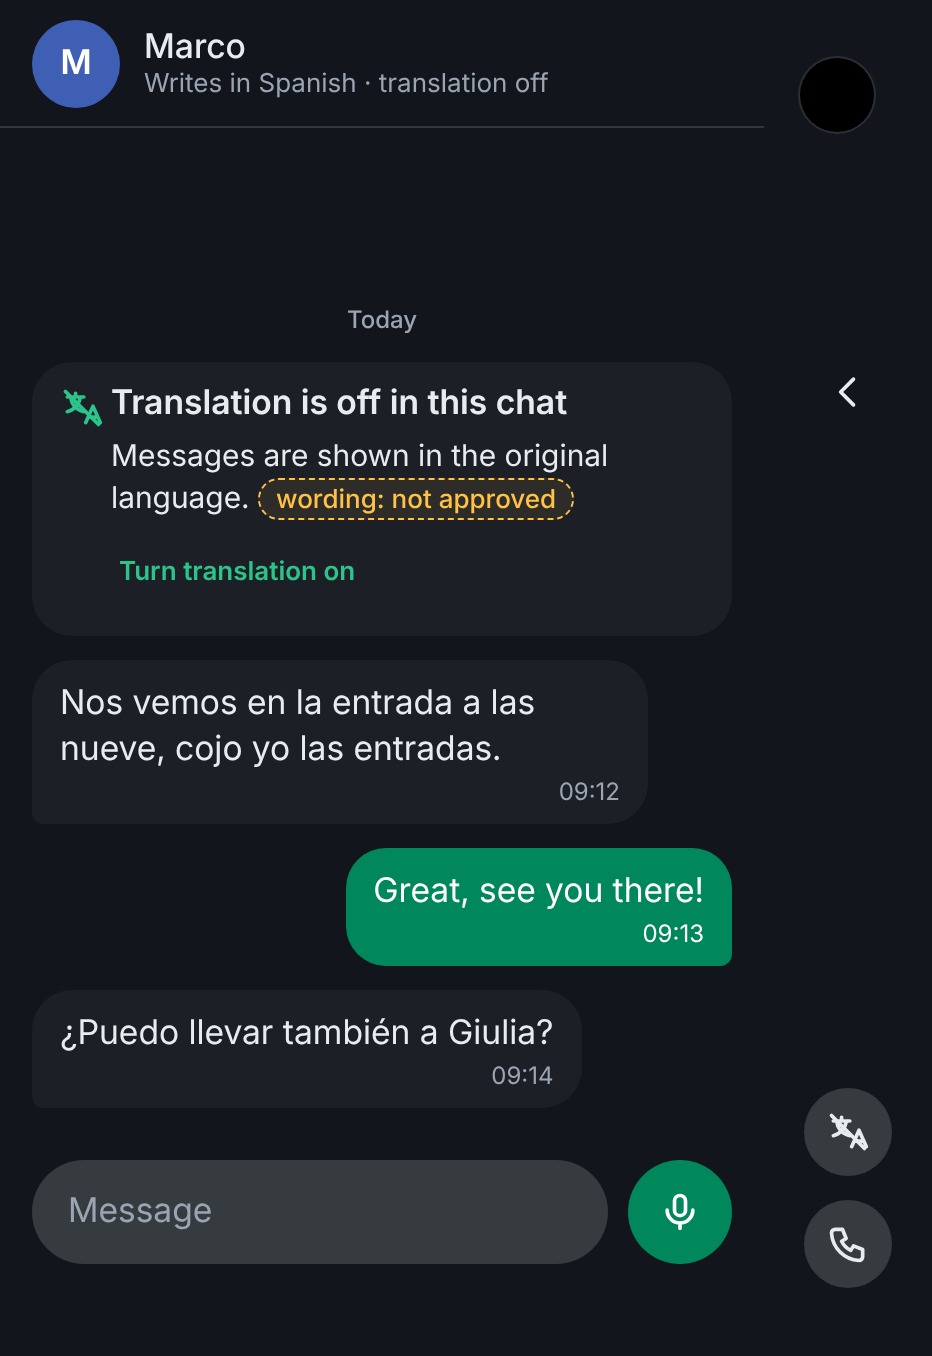 M
Marco
Writes in Spanish · translation off
Today
Translation is off in this chat
Messages are shown in the original
language. wording: not approved
Turn translation on
Nos vemos en la entrada a las
nueve, cojo yo las entradas.
09:12
Great, see you there!
09:13
¿Puedo llevar también a Giulia?
09:14
Message